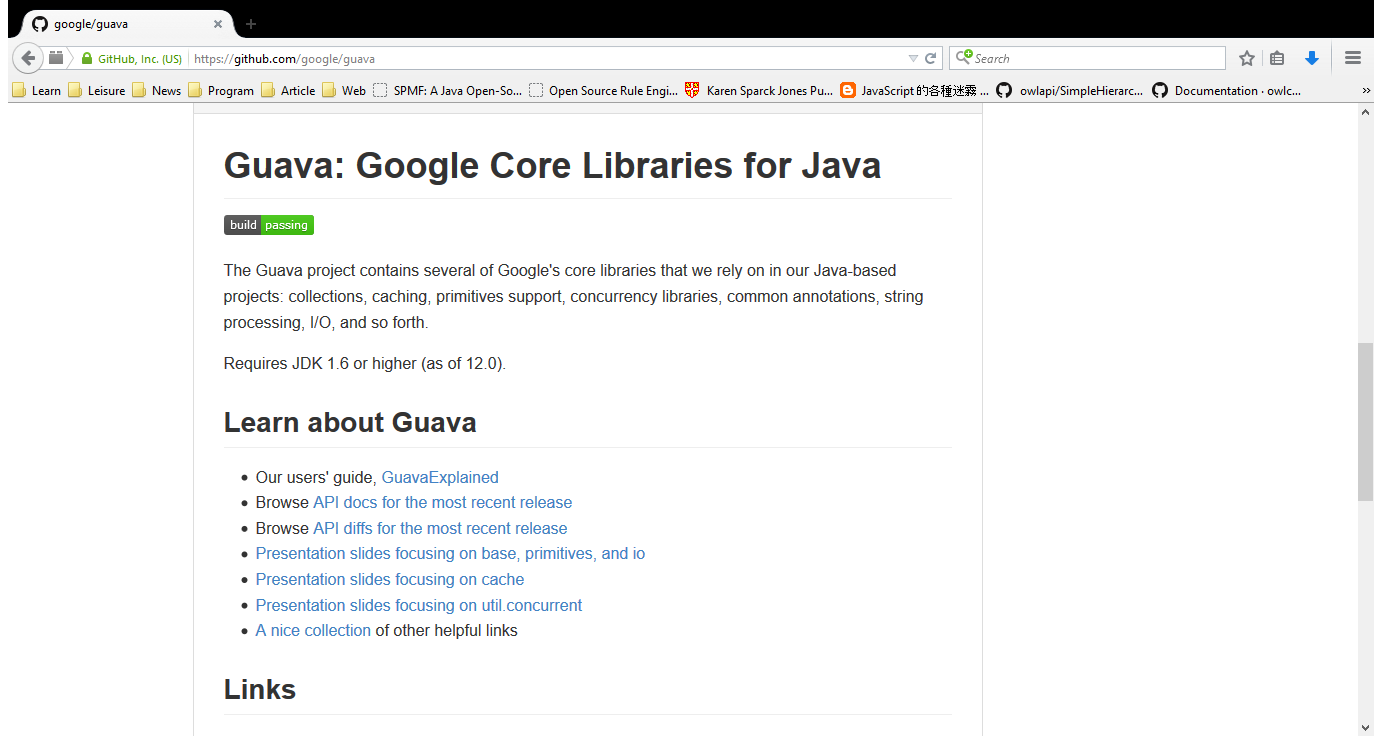 google/guava
GitHub, Inc. (US) https://github.com/google/guava Search
Learn Leisure News Program Article Web SPMF: A Java Open-So... Open Source Rule Engi... Karen Sparck Jones Pu... JavaScript 的各種迷霧 ... owlapi/SimpleHierarc... Documentation · owlc...
Guava: Google Core Libraries for Java
build passing
The Guava project contains several of Google's core libraries that we rely on in our Java-based
projects: collections, caching, primitives support, concurrency libraries, common annotations, string
processing, I/O, and so forth.
Requires JDK 1.6 or higher (as of 12.0).
Learn about Guava
Our users' guide, GuavaExplained
Browse API docs for the most recent release
Browse API diffs for the most recent release
Presentation slides focusing on base, primitives, and io
Presentation slides focusing on cache
Presentation slides focusing on util.concurrent
A nice collection of other helpful links
Links